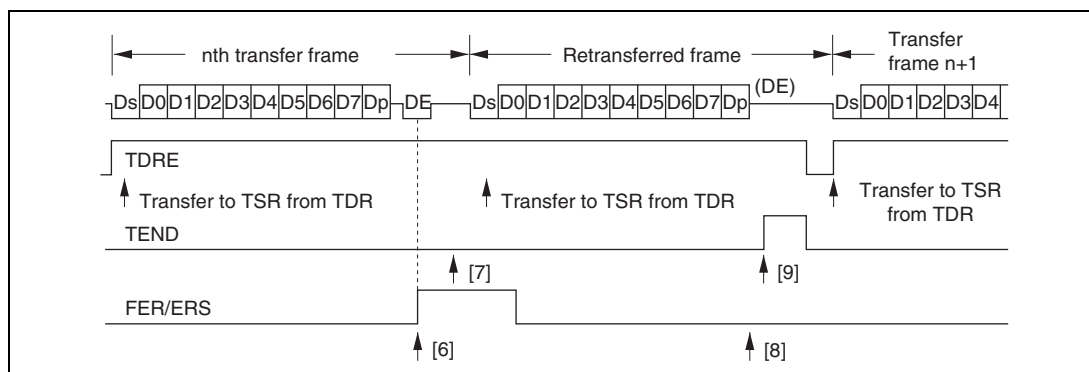 nth transfer frame
Retransferred frame
Transfer
frame n+1
Ds D0 D1 D2 D3 D4 D5 D6 D7 Dp DE Ds D0 D1 D2 D3 D4 D5 D6 D7 Dp (DE) Ds D0 D1 D2 D3 D4
TDRE
Transfer to TSR from TDR
Transfer to TSR from TDR
Transfer to TSR
from TDR
TEND
[7]
[9]
FER/ERS
[6]
[8]